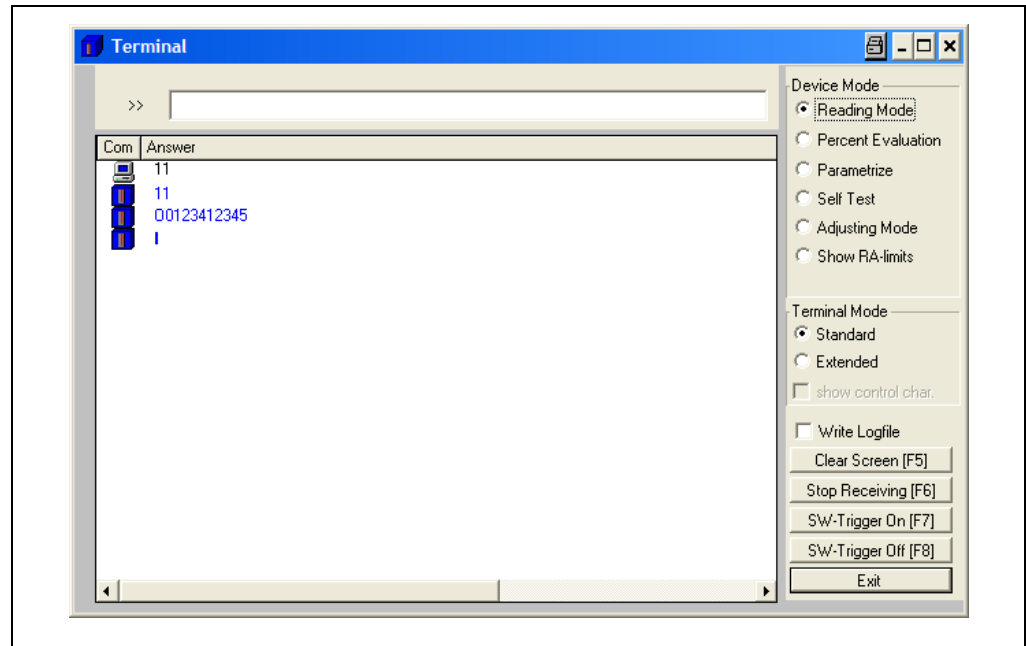 Terminal
>>
Com Answer
11
11
00123412345
I
Device Mode
Reading Mode
Percent Evaluation
Parametrize
Self Test
Adjusting Mode
Show RA-limits
Terminal Mode
Standard
Extended
show control char.
Write Logfile
Clear Screen [F5]
Stop Receiving [F6]
SW-Trigger On [F7]
SW-Trigger Off [F8]
Exit